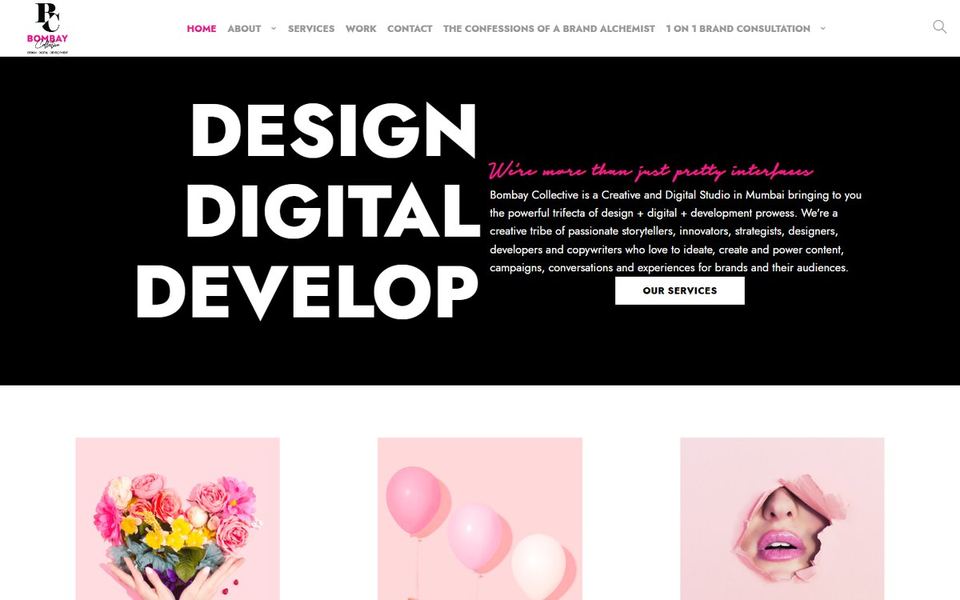 BC
BOMBAY
Collective
DESIGN DIGITAL DEVELOPMENT
HOME ABOUT SERVICES WORK CONTACT THE CONFESSIONS OF A BRAND ALCHEMIST 1 ON 1 BRAND CONSULTATION
DESIGN
DIGITAL
DEVELOP
We're more than just pretty interfaces
Bombay Collective is a Creative and Digital Studio in Mumbai bringing to you
the powerful trifecta of design + digital + development prowess. We're a
creative tribe of passionate storytellers, innovators, strategists, designers,
developers and copywriters who love to ideate, create and power content,
campaigns, conversations and experiences for brands and their audiences.
OUR SERVICES